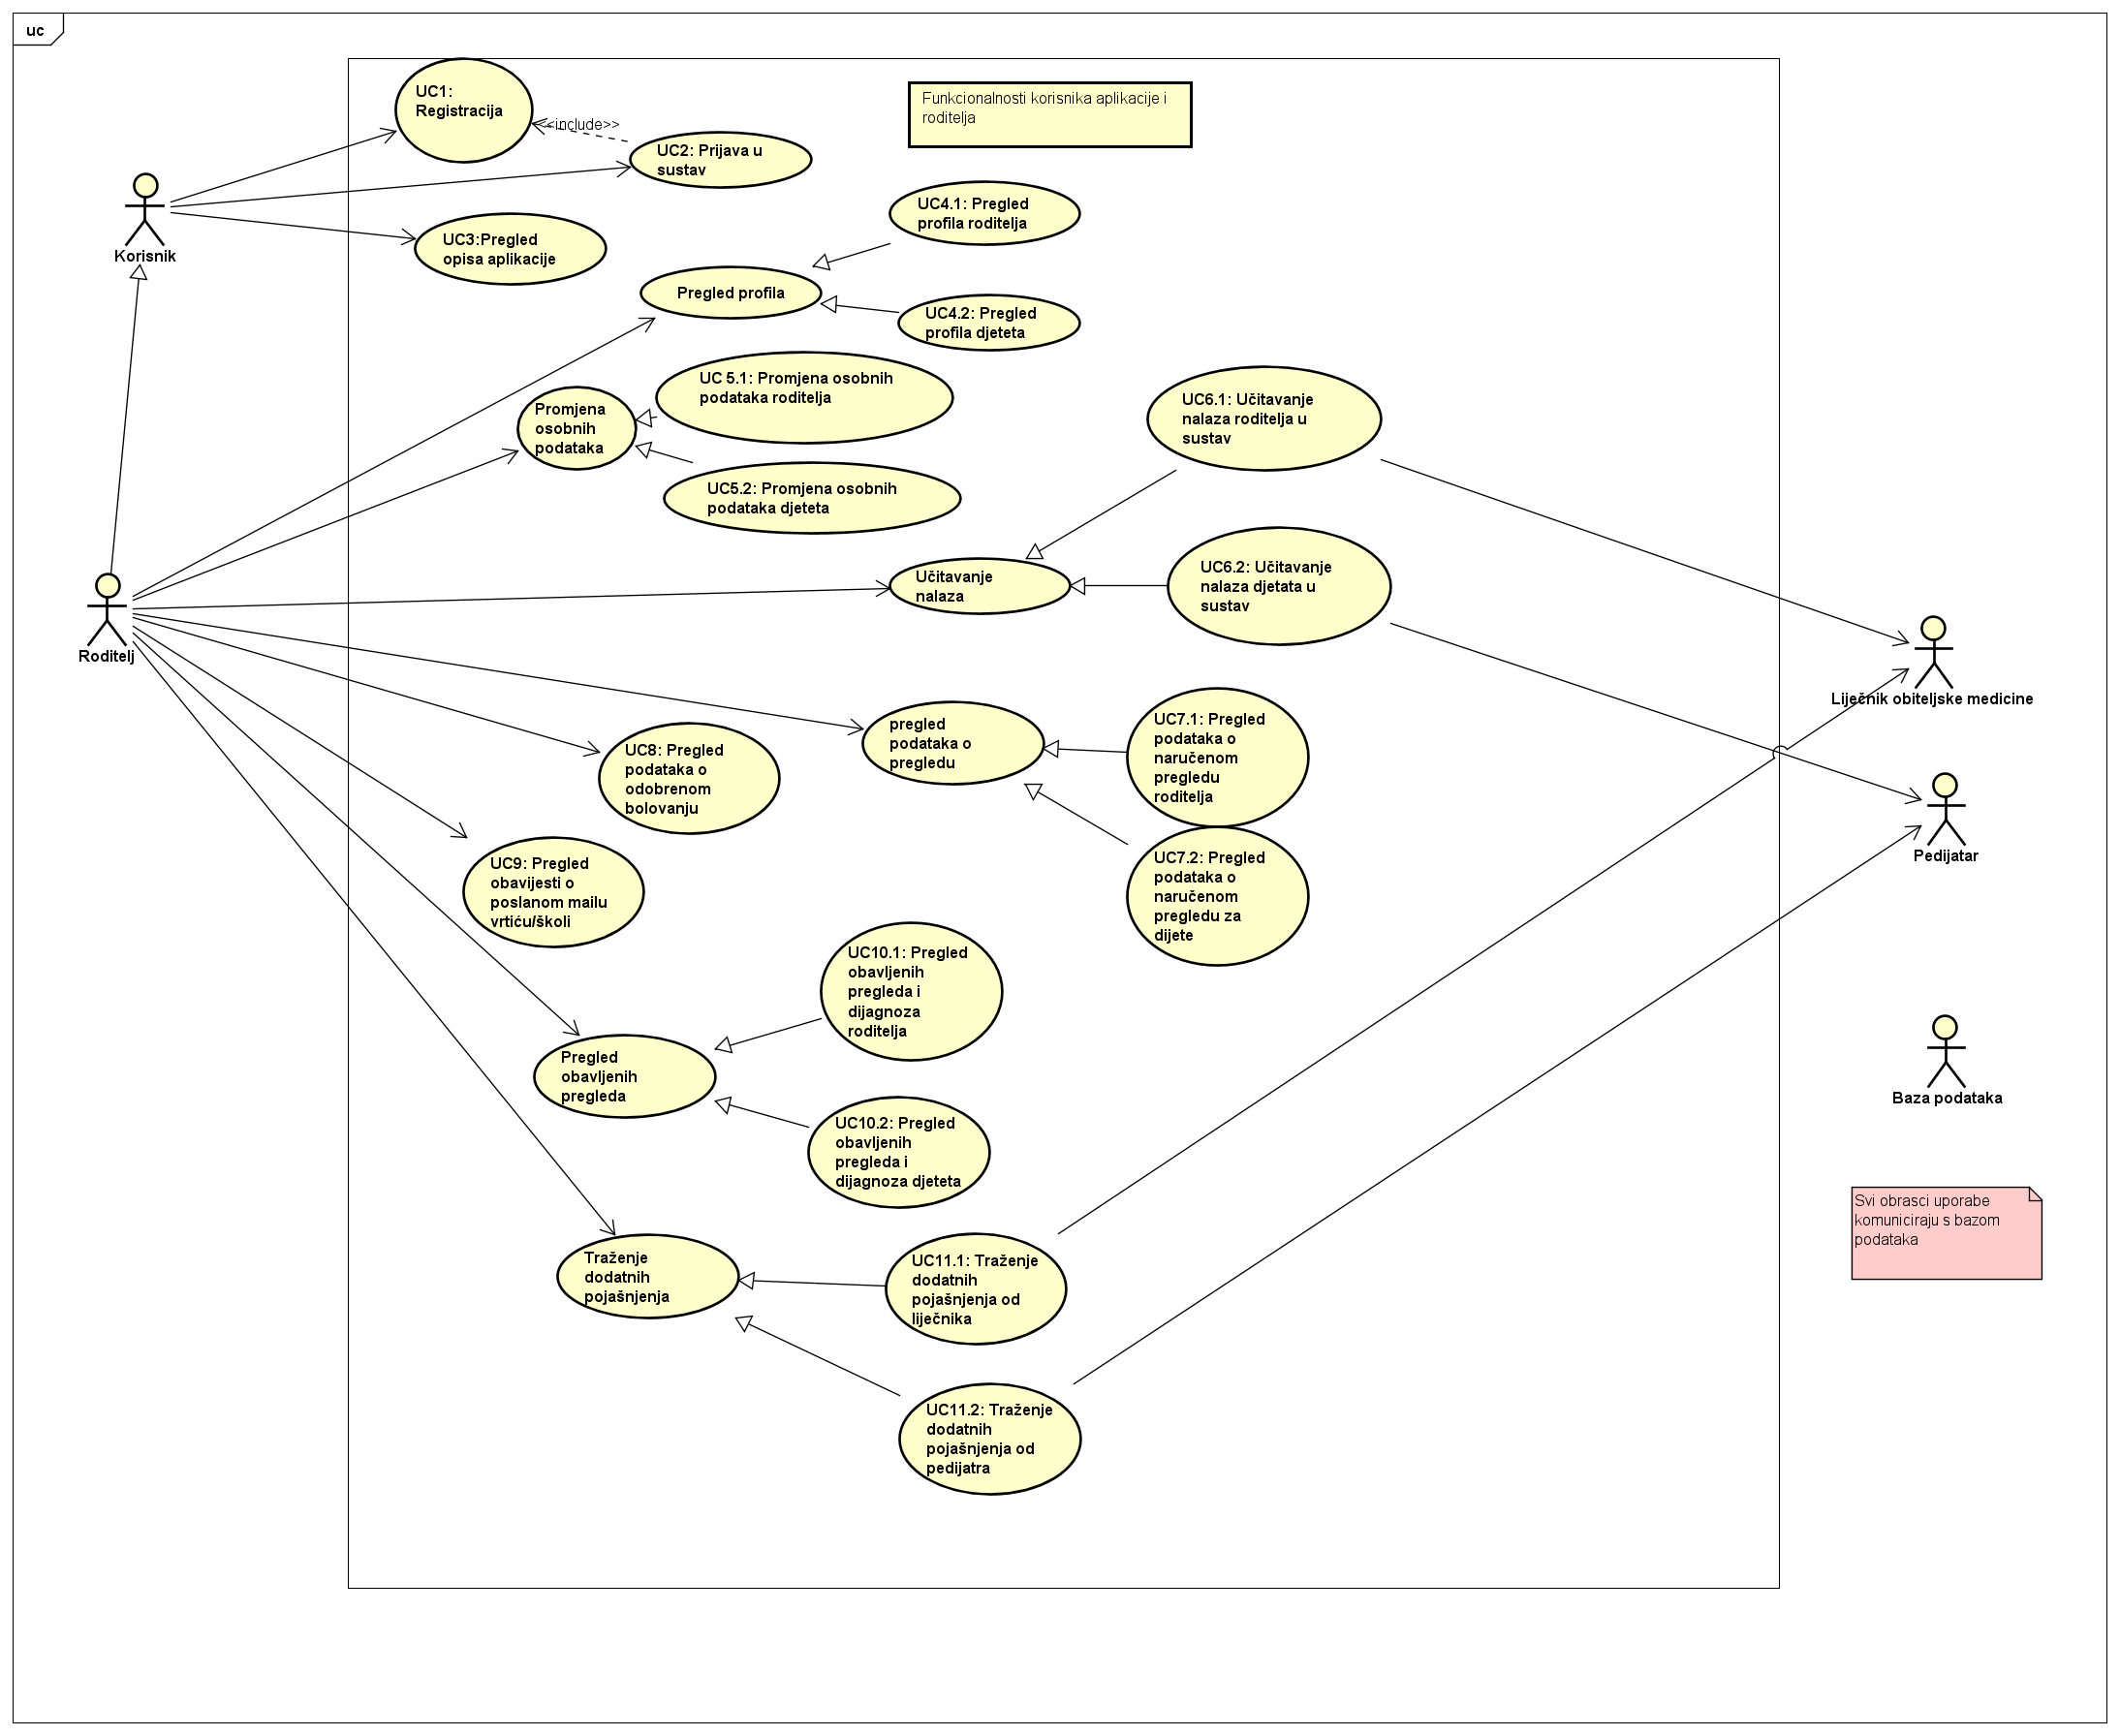 uc
UC1:
Registracija
<<include>>
UC2: Prijava u
sustav
Funkcionalnosti korisnika aplikacije i
roditelja
Korisnik
UC3:Pregled
opisa aplikacije
UC4.1: Pregled
profila roditelja
Pregled profila
UC4.2: Pregled
profila djeteta
UC 5.1: Promjena osobnih
podataka roditelja
Promjena
osobnih
podataka
UC5.2: Promjena osobnih
podataka djeteta
UC6.1: Učitavanje
nalaza roditelja u
sustav
Učitavanje
nalaza
UC6.2: Učitavanje
nalaza djetata u
sustav
Roditelj
Liječnik obiteljske medicine
pregled
podataka o
pregledu
UC7.1: Pregled
podataka o
naručenom
pregledu
roditelja
UC8: Pregled
podataka o
odobrenom
bolovanju
Pedijatar
UC7.2: Pregled
podataka o
naručenom
pregledu za
dijete
UC9: Pregled
obavijesti o
poslanom mailu
vrtiću/školi
UC10.1: Pregled
obavljenih
pregleda i
dijagnoza
roditelja
Pregled
obavljenih
pregleda
Baza podataka
UC10.2: Pregled
obavljenih
pregleda i
dijagnoza djeteta
Svi obrasci uporabe
komuniciraju s bazom
podataka
Traženje
dodatnih
pojašnjenja
UC11.1: Traženje
dodatnih
pojašnjenja od
liječnika
UC11.2: Traženje
dodatnih
pojašnjenja od
pedijatra